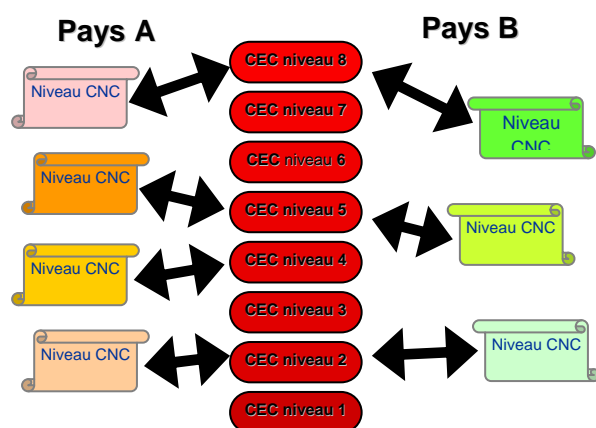 Pays A
Pays B
CEC niveau 8
Niveau CNC
CEC niveau 7
Niveau
CNC
CEC niveau 6
Niveau CNC
CEC niveau 5
Niveau CNC
CEC niveau 4
Niveau CNC
CEC niveau 3
Niveau CNC
CEC niveau 2
Niveau CNC
CEC niveau 1